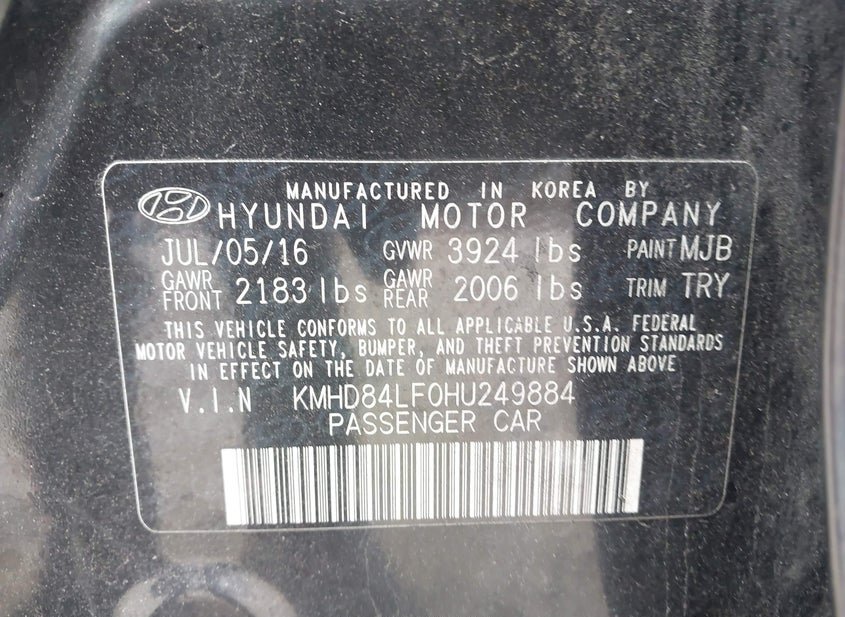 MANUFACTURED IN KOREA BY
HYUNDAI MOTOR COMPANY
JUL/05/16 GVWR 3924 lbs PAINT MJB
GAWR FRONT 2183 lbs GAWR REAR 2006 lbs TRIM TRY
THIS VEHICLE CONFORMS TO ALL APPLICABLE U.S.A. FEDERAL
MOTOR VEHICLE SAFETY, BUMPER, AND THEFT PREVENTION STANDARDS
IN EFFECT ON THE DATE OF MANUFACTURE SHOWN ABOVE
V.I.N KMHD84LF0HU249884
PASSENGER CAR